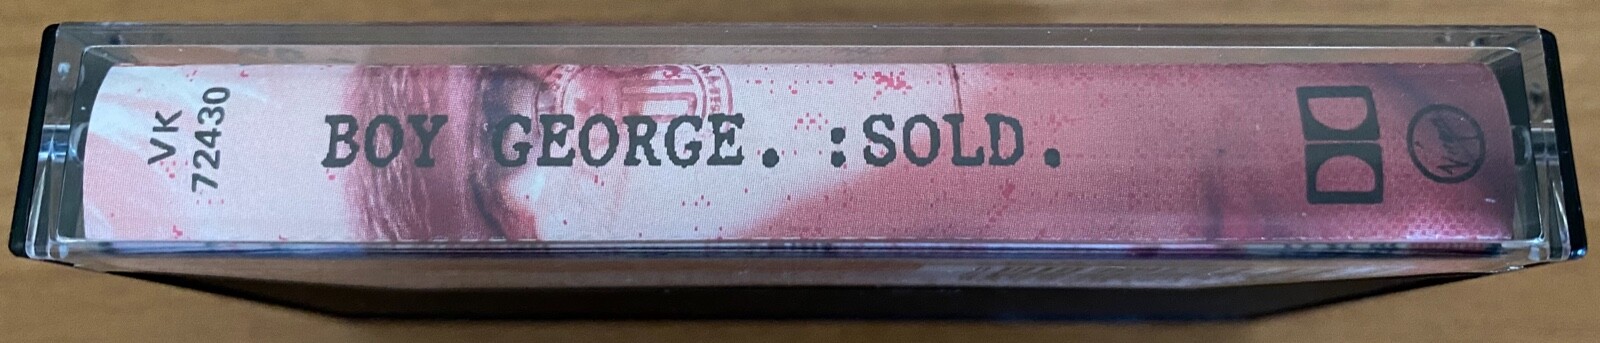 VK
72430
BOY GEORGE. :SOLD.
Virgin